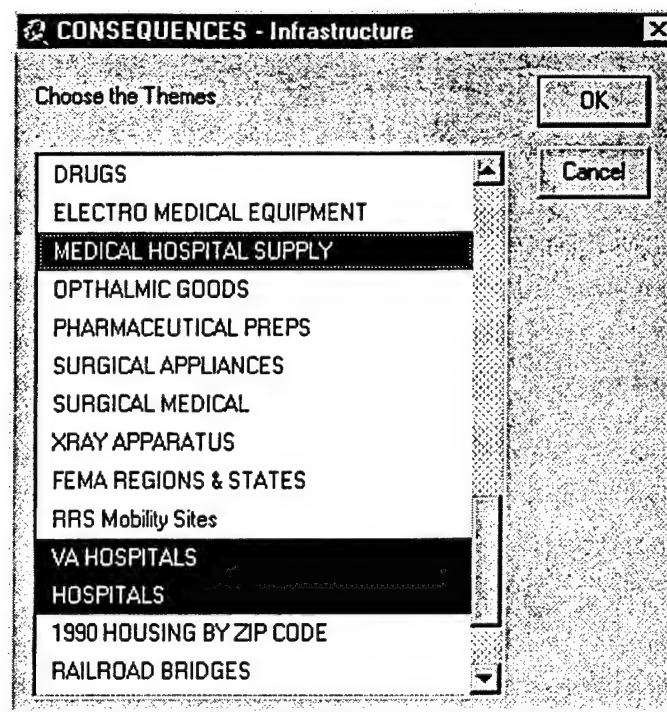 CONSEQUENCES - Infrastructure
Choose the Themes
OK
Cancel
DRUGS
ELECTRO MEDICAL EQUIPMENT
MEDICAL HOSPITAL SUPPLY
OPTHALMIC GOODS
PHARMACEUTICAL PREPS
SURGICAL APPLIANCES
SURGICAL MEDICAL
XRAY APPARATUS
FEMA REGIONS & STATES
RRS Mobility Sites
VA HOSPITALS
HOSPITALS
1990 HOUSING BY ZIP CODE
RAILROAD BRIDGES